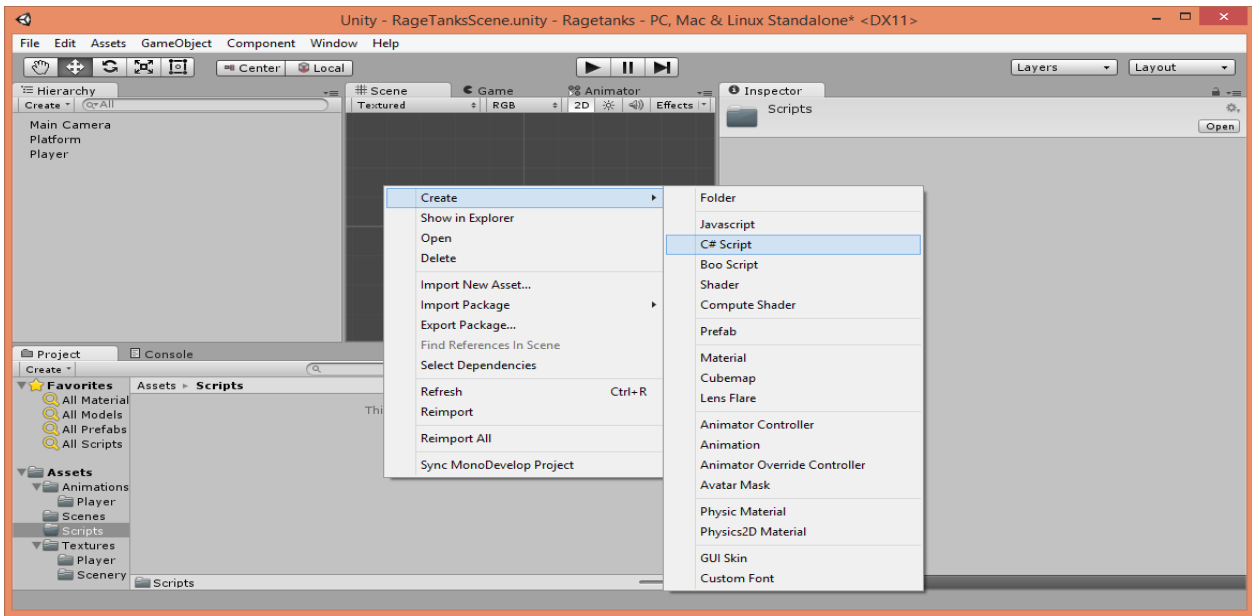 Unity - RageTanksScene.unity - Ragetanks - PC, Mac & Linux Standalone* <DX11>
File Edit Assets GameObject Component Window Help
Center Local Layers Layout
Hierarchy
Create All
Main Camera
Platform
Player
Scene Game Animator
Textured RGB 2D Effects
Inspector
Scripts
Open
Create
Show in Explorer
Open
Delete
Import New Asset...
Import Package
Export Package...
Find References In Scene
Select Dependencies
Refresh Ctrl+R
Reimport
Reimport All
Sync MonoDevelop Project
Folder
Javascript
C# Script
Boo Script
Shader
Compute Shader
Prefab
Material
Cubemap
Lens Flare
Animator Controller
Animation
Animator Override Controller
Avatar Mask
Physic Material
Physics2D Material
GUI Skin
Custom Font
Project Console
Create
Favorites
All Material
All Models
All Prefabs
All Scripts
Assets
Animations
Player
Scenes
Scripts
Textures
Player
Scenery
Assets Scripts
Thi
Scripts